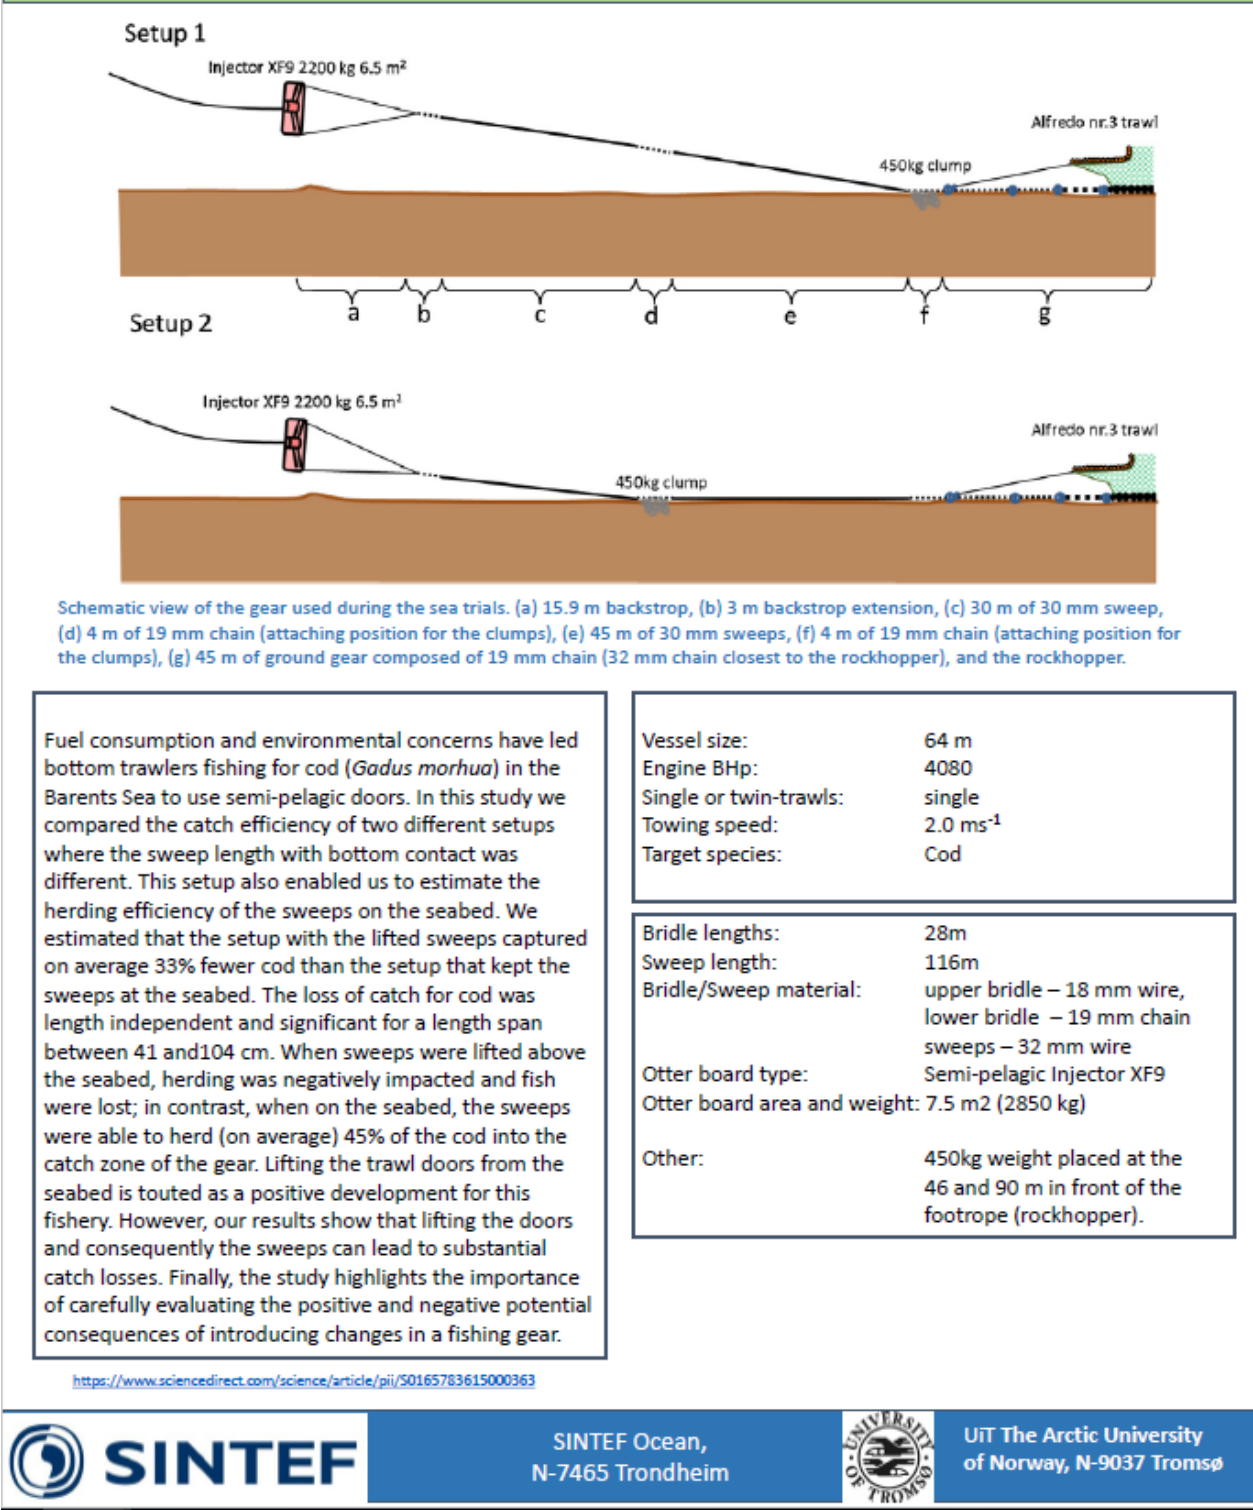 Setup 1
Injector XF9 2200 kg 6.5 m²
Alfredo nr.3 trawl
450kg clump
a b c d e f g
Setup 2
Injector XF9 2200 kg 6.5 m²
Alfredo nr.3 trawl
450kg clump
Schematic view of the gear used during the sea trials. (a) 15.9 m backstrop, (b) 3 m backstrop extension, (c) 30 m of 30 mm sweep,
(d) 4 m of 19 mm chain (attaching position for the clumps), (e) 45 m of 30 mm sweeps, (f) 4 m of 19 mm chain (attaching position for
the clumps), (g) 45 m of ground gear composed of 19 mm chain (32 mm chain closest to the rockhopper), and the rockhopper.
Fuel consumption and environmental concerns have led
bottom trawlers fishing for cod (Gadus morhua) in the
Barents Sea to use semi-pelagic doors. In this study we
compared the catch efficiency of two different setups
where the sweep length with bottom contact was
different. This setup also enabled us to estimate the
herding efficiency of the sweeps on the seabed. We
estimated that the setup with the lifted sweeps captured
on average 33% fewer cod than the setup that kept the
sweeps at the seabed. The loss of catch for cod was
length independent and significant for a length span
between 41 and104 cm. When sweeps were lifted above
the seabed, herding was negatively impacted and fish
were lost; in contrast, when on the seabed, the sweeps
were able to herd (on average) 45% of the cod into the
catch zone of the gear. Lifting the trawl doors from the
seabed is touted as a positive development for this
fishery. However, our results show that lifting the doors
and consequently the sweeps can lead to substantial
catch losses. Finally, the study highlights the importance
of carefully evaluating the positive and negative potential
consequences of introducing changes in a fishing gear.
https://www.sciencedirect.com/science/article/pii/S0165783615000363
Vessel size: 64 m
Engine BHp: 4080
Single or twin-trawls: single
Towing speed: 2.0 ms⁻¹
Target species: Cod
Bridle lengths: 28m
Sweep length: 116m
Bridle/Sweep material: upper bridle – 18 mm wire,
lower bridle – 19 mm chain
sweeps – 32 mm wire
Otter board type: Semi-pelagic Injector XF9
Otter board area and weight: 7.5 m2 (2850 kg)
Other: 450kg weight placed at the
46 and 90 m in front of the
footrope (rockhopper).
SINTEF
SINTEF Ocean,
N-7465 Trondheim
UNIVERSITY
OF TROMSØ
UiT The Arctic University
of Norway, N-9037 Tromsø